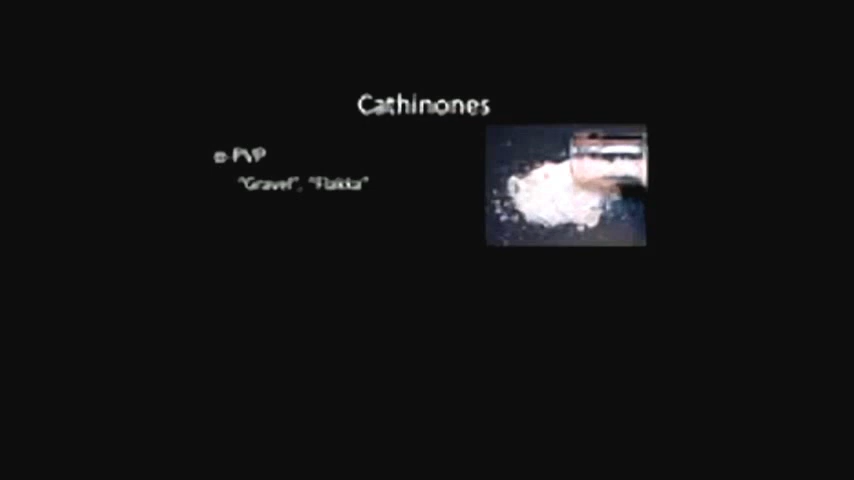 Cathinones
α-PVP
"Gravel", "Flakka"